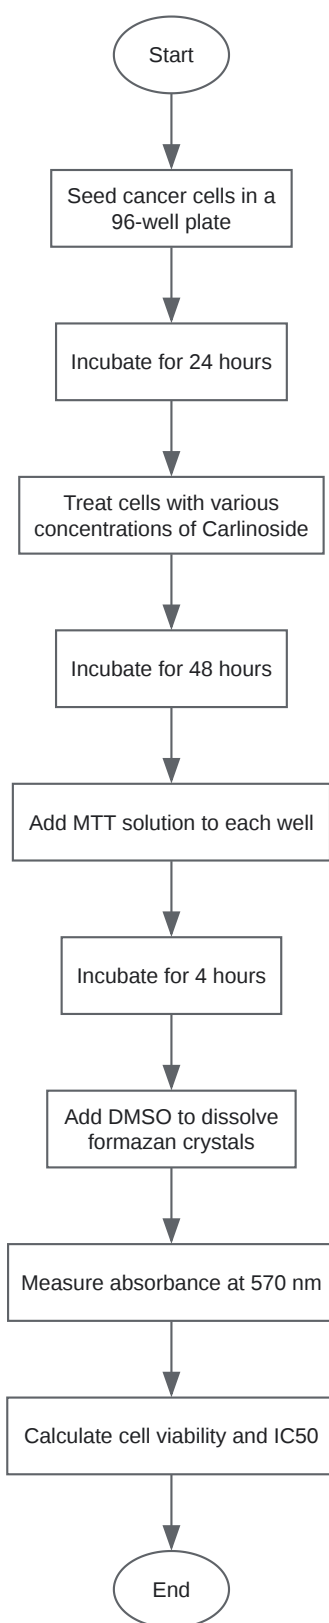 Start
Seed cancer cells in a
96-well plate
Incubate for 24 hours
Treat cells with various
concentrations of Carlinoside
Incubate for 48 hours
Add MTT solution to each well
Incubate for 4 hours
Add DMSO to dissolve
formazan crystals
Measure absorbance at 570 nm
Calculate cell viability and IC50
End